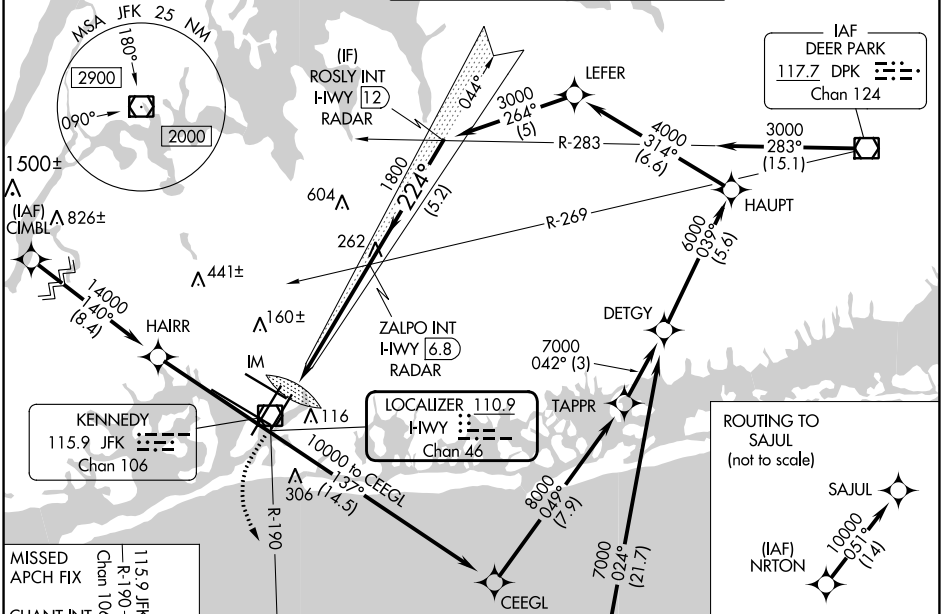 MSA JFK 25 NM
180°
2900
090°
2000
(IF)
ROSLY INT
I-HWY 12
RADAR
044°
LEFER
3000
264°
(5)
IAF
DEER PARK
117.7 DPK
Chan 124
R-283
4000
314°
(6.6)
3000
283°
(15.1)
1500±
(IAF)
CIMBL
826±
604
1800
224°
(5.2)
HAUPT
R-269
262
441±
6000
039°
(5.6)
14000
140°
(8.4)
HAIRR
160±
ZALPO INT
I-IWY 6.8
RADAR
DETGY
7000
042° (3)
IM
KENNEDY
115.9 JFK
Chan 106
116
LOCALIZER 110.9
I-IWY
Chan 46
TAPPR
ROUTING TO
SAJUL
(not to scale)
10000 to CEEGL
137°
(14.5)
306
R-190
8000
049°
(7.9)
7000
024°
(21.7)
SAJUL
10000
051°
(14)
(IAF)
NRTON
MISSED
APCH FIX
115.9 JFK
R-190
Chan 106
CHANT INT
CEEGL